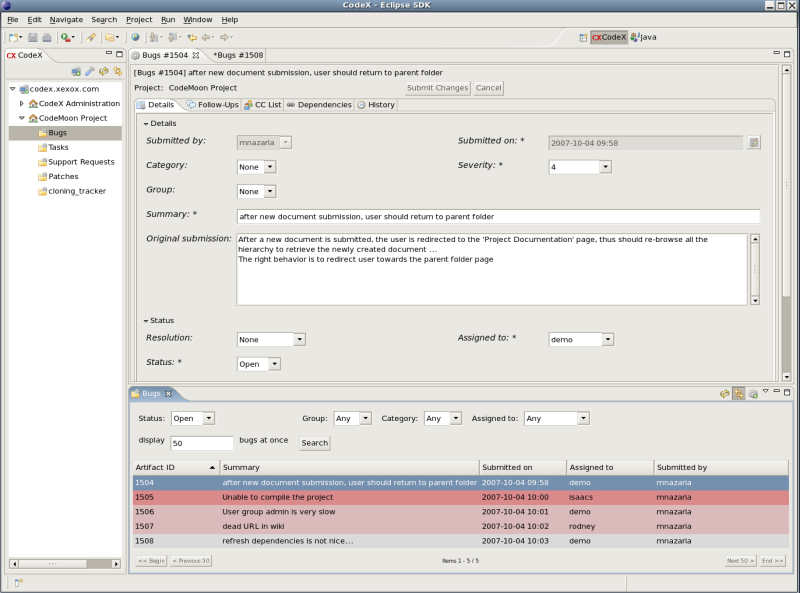 CodeX - Eclipse SDK
File Edit Navigate Search Project Run Window Help
CX CodeX Java
CX CodeX
Bugs #1504 *Bugs #1508
codex.xexox.com
CodeX Administration
CodeMoon Project
Bugs
Tasks
Support Requests
Patches
cloning_tracker
[Bugs #1504] after new document submission, user should return to parent folder
Project: CodeMoon Project Submit Changes Cancel
Details Follow-Ups CC List Dependencies History
Details
Submitted by: mnazaria Submitted on: * 2007-10-04 09:58
Category: None Severity: * 4
Group: None
Summary: * after new document submission, user should return to parent folder
Original submission: After a new document is submitted, the user is redirected to the 'Project Documentation' page, thus should re-browse all the
hierarchy to retrieve the newly created document ...
The right behavior is to redirect user towards the parent folder page
Status
Resolution: None Assigned to: * demo
Status: * Open
Bugs
Status: Open Group: Any Category: Any Assigned to: Any
display 50 bugs at once Search
Artifact ID Summary Submitted on Assigned to Submitted by
1504 after new document submission, user should return to parent folder 2007-10-04 09:58 demo mnazaria
1505 Unable to compile the project 2007-10-04 10:00 isaacs mnazaria
1506 User group admin is very slow 2007-10-04 10:01 demo mnazaria
1507 dead URL in wiki 2007-10-04 10:02 rodney mnazaria
1508 refresh dependencies is not nice... 2007-10-04 10:03 demo mnazaria
<< Begin < Previous 50 Items 1 - 5 / 5 Next 50 > End >>